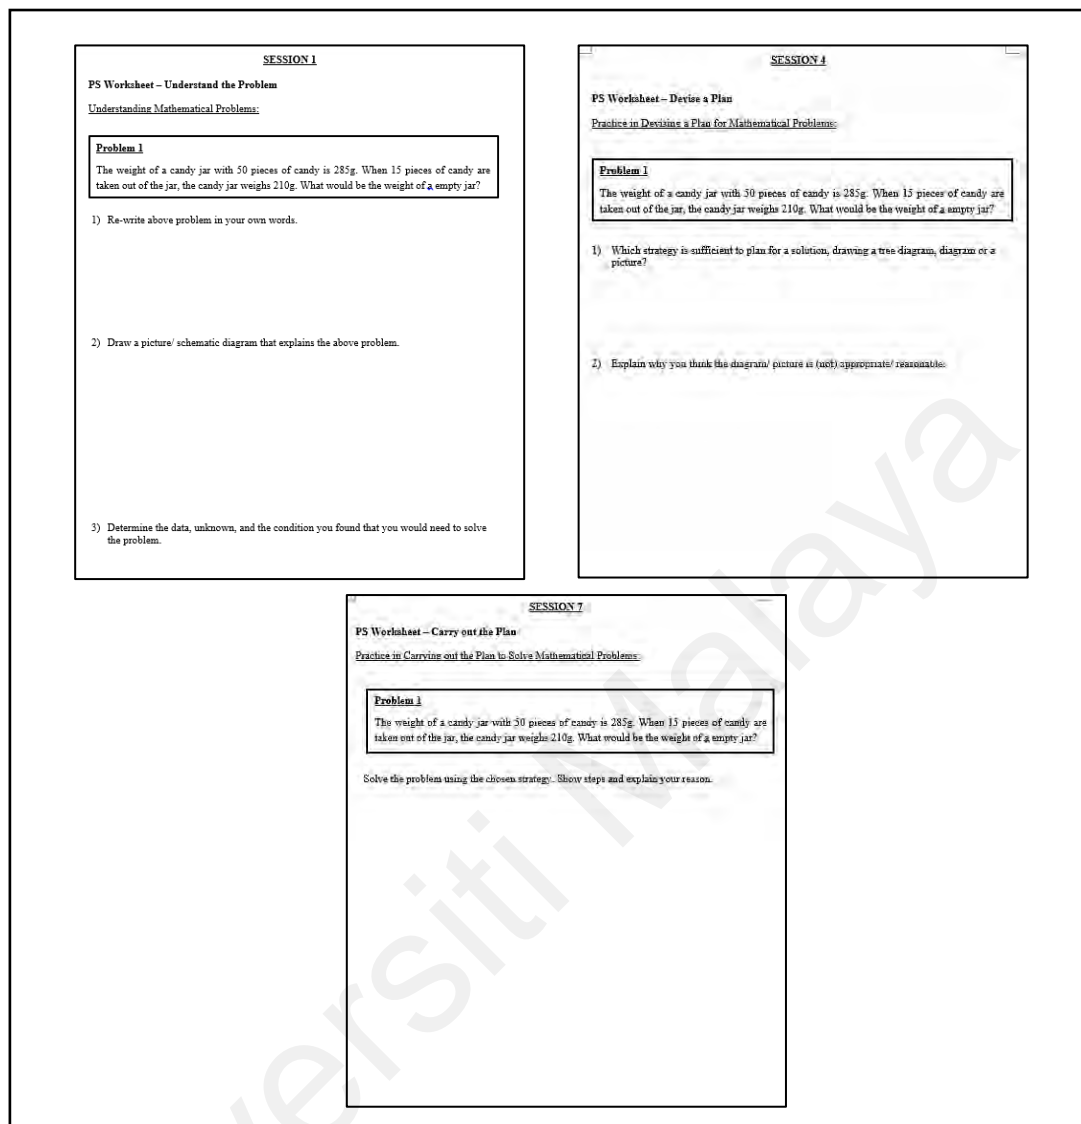 SESSION 1
PS Worksheet – Understand the Problem
Understanding Mathematical Problems:
Problem 1
The weight of a candy jar with 50 pieces of candy is 285g. When 15 pieces of candy are
taken out of the jar, the candy jar weighs 210g. What would be the weight of a empty jar?
1) Re-write above problem in your own words.
2) Draw a picture/ schematic diagram that explains the above problem.
3) Determine the data, unknown, and the condition you found that you would need to solve
the problem.
SESSION 4
PS Worksheet – Devise a Plan
Practice in Devising a Plan for Mathematical Problems:
Problem 1
The weight of a candy jar with 50 pieces of candy is 285g. When 15 pieces of candy are
taken out of the jar, the candy jar weighs 210g. What would be the weight of a empty jar?
1) Which strategy is sufficient to plan for a solution, drawing a tree diagram, diagram or a
picture?
2) Explain why you think the diagram/ picture is (not) appropriate/ reasonable.
SESSION 7
PS Worksheet – Carry out the Plan
Practice in Carrying out the Plan to Solve Mathematical Problems:
Problem 1
The weight of a candy jar with 50 pieces of candy is 285g. When 15 pieces of candy are
taken out of the jar, the candy jar weighs 210g. What would be the weight of a empty jar?
Solve the problem using the chosen strategy. Show steps and explain your reason.
versiti Malaya